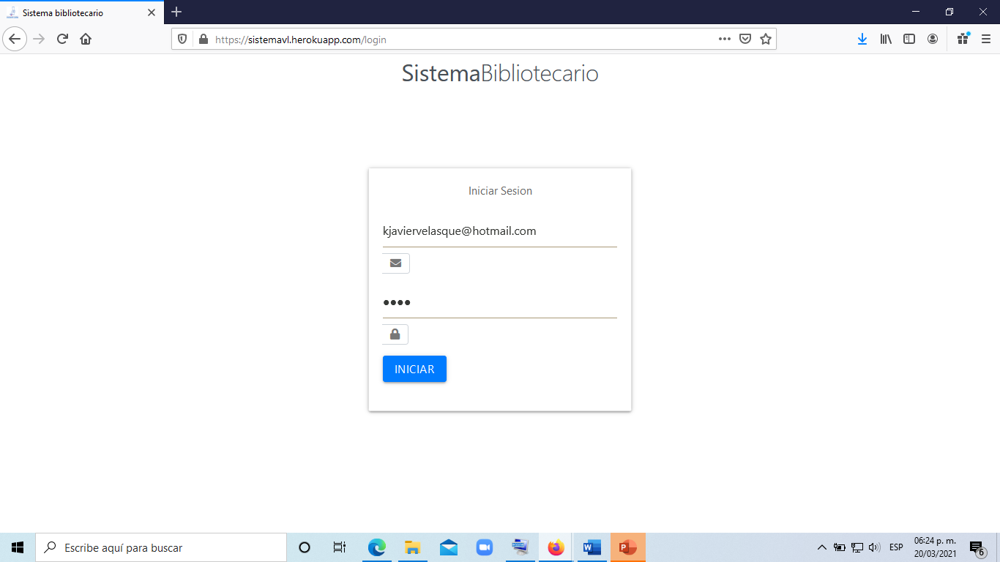 Sistema bibliotecario
https://sistemavl.herokuapp.com/login
SistemaBibliotecario
Iniciar Sesion
kjaviervelasque@hotmail.com
••••
INICIAR
Escribe aquí para buscar
ESP
06:24 p. m.
20/03/2021
6